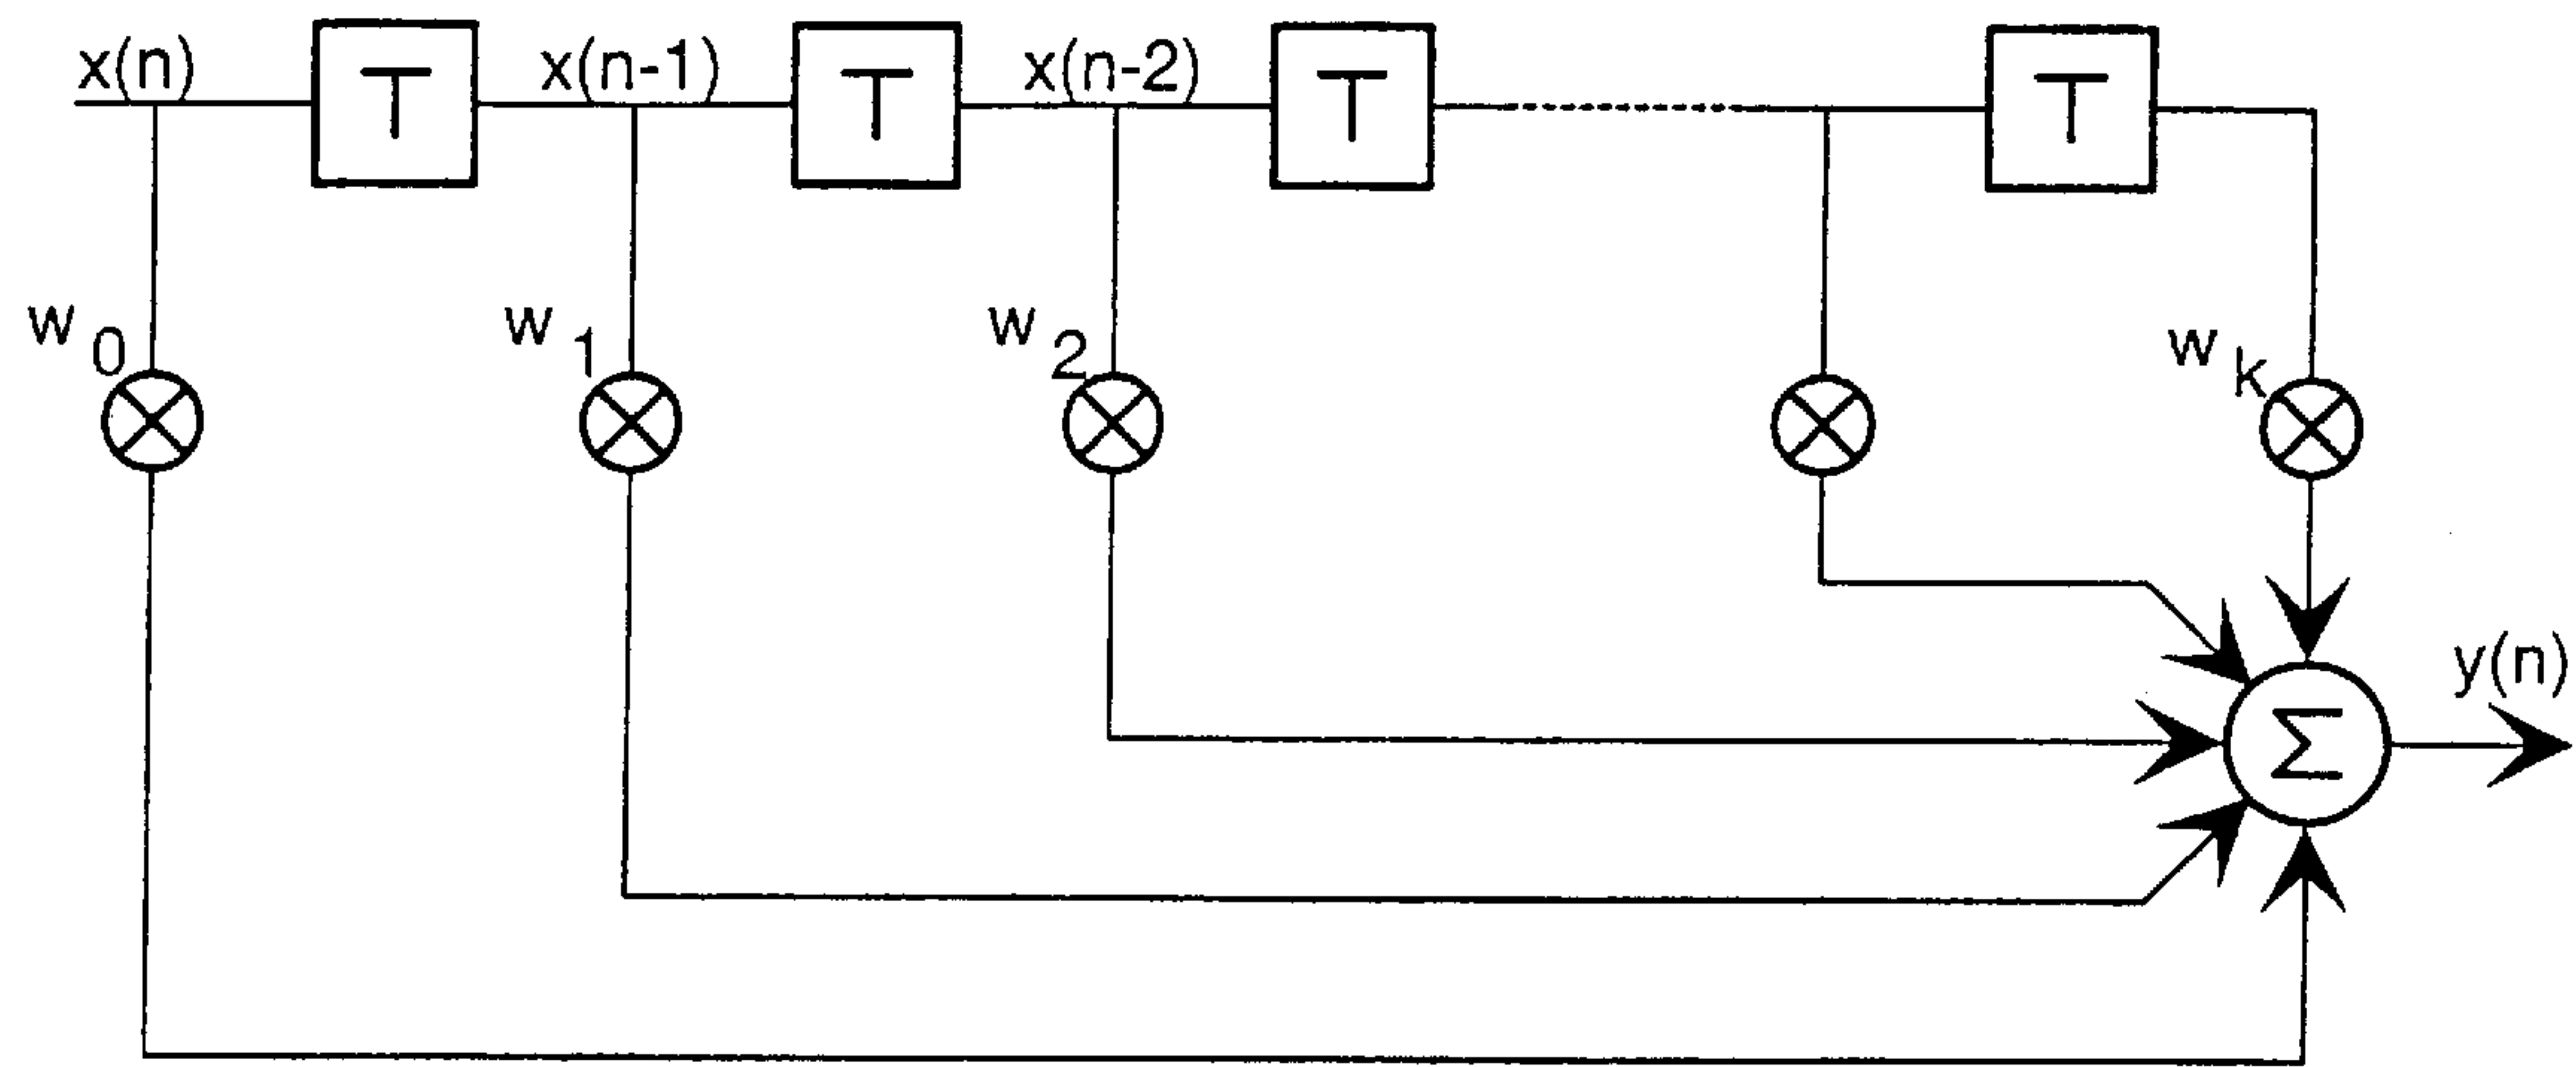 x(n) T x(n-1) T x(n-2) T T
w 0 w 1 w 2 w k
y(n)
Σ